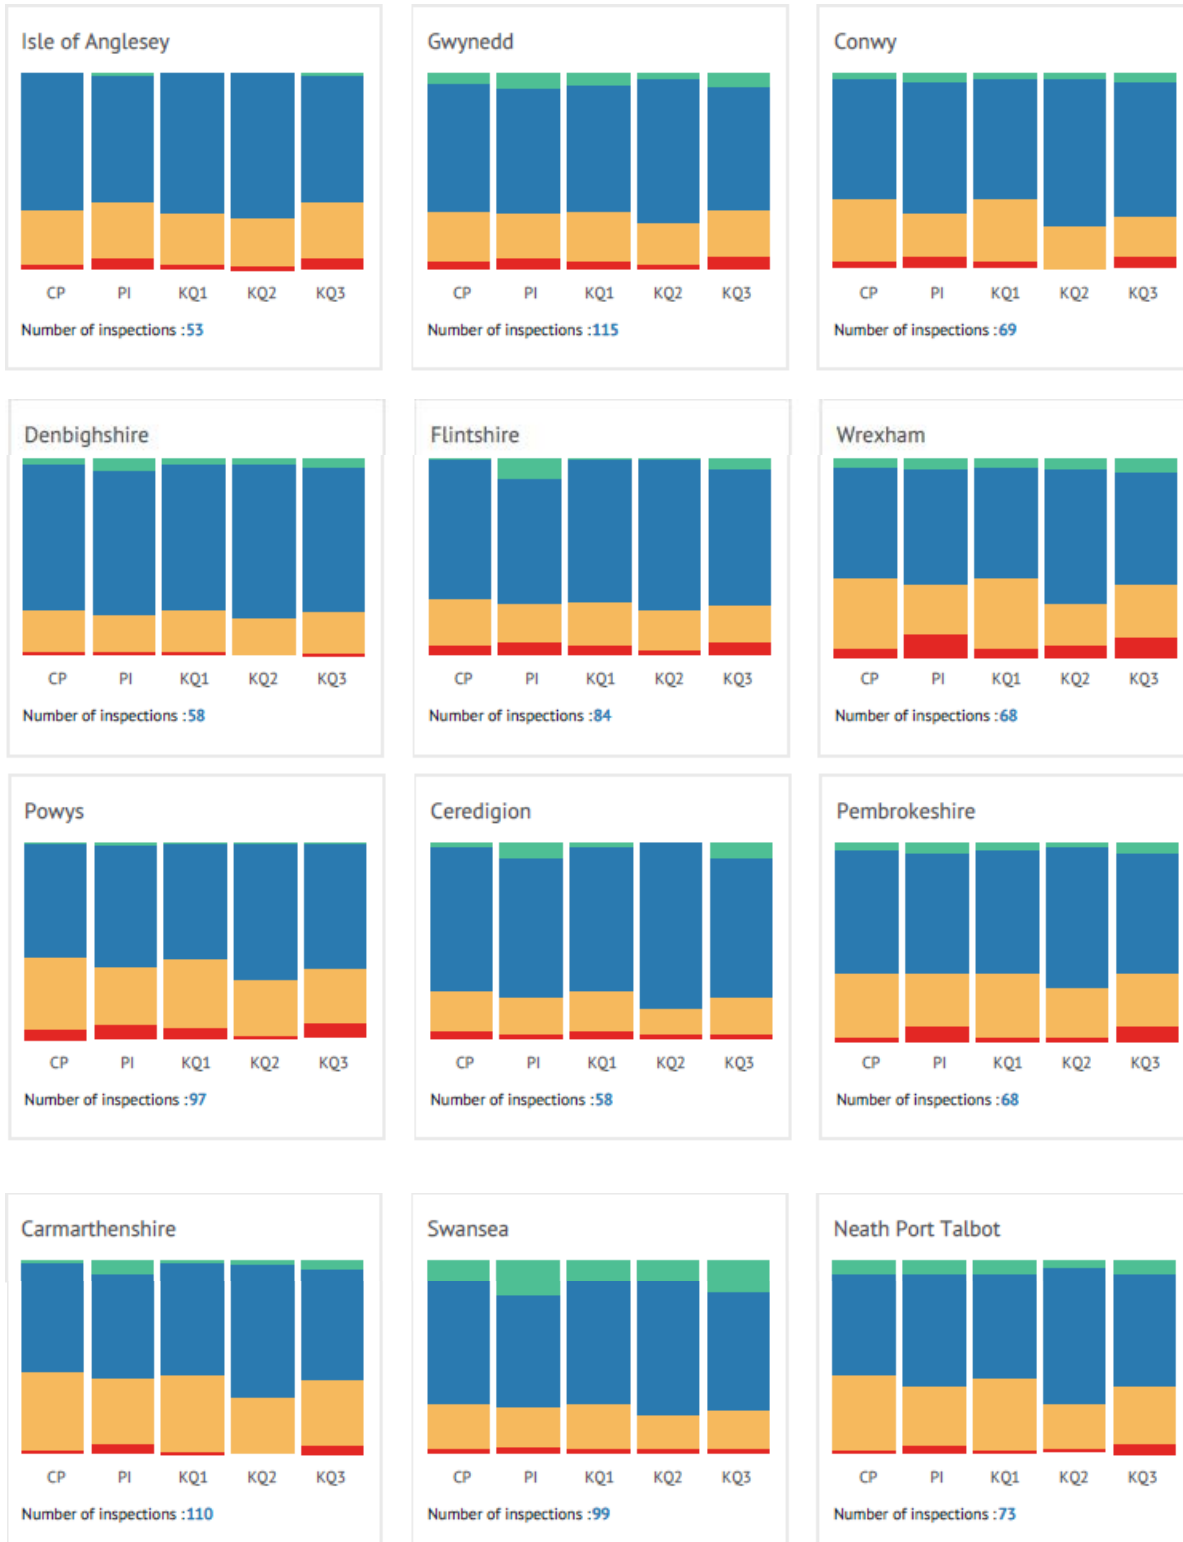 Isle of Anglesey
CP PI KQ1 KQ2 KQ3
Number of inspections :53
Gwynedd
CP PI KQ1 KQ2 KQ3
Number of inspections :115
Conwy
CP PI KQ1 KQ2 KQ3
Number of inspections :69
Denbighshire
CP PI KQ1 KQ2 KQ3
Number of inspections :58
Flintshire
CP PI KQ1 KQ2 KQ3
Number of inspections :84
Wrexham
CP PI KQ1 KQ2 KQ3
Number of inspections :68
Powys
CP PI KQ1 KQ2 KQ3
Number of inspections :97
Ceredigion
CP PI KQ1 KQ2 KQ3
Number of inspections :58
Pembrokeshire
CP PI KQ1 KQ2 KQ3
Number of inspections :68
Carmarthenshire
CP PI KQ1 KQ2 KQ3
Number of inspections :110
Swansea
CP PI KQ1 KQ2 KQ3
Number of inspections :99
Neath Port Talbot
CP PI KQ1 KQ2 KQ3
Number of inspections :73